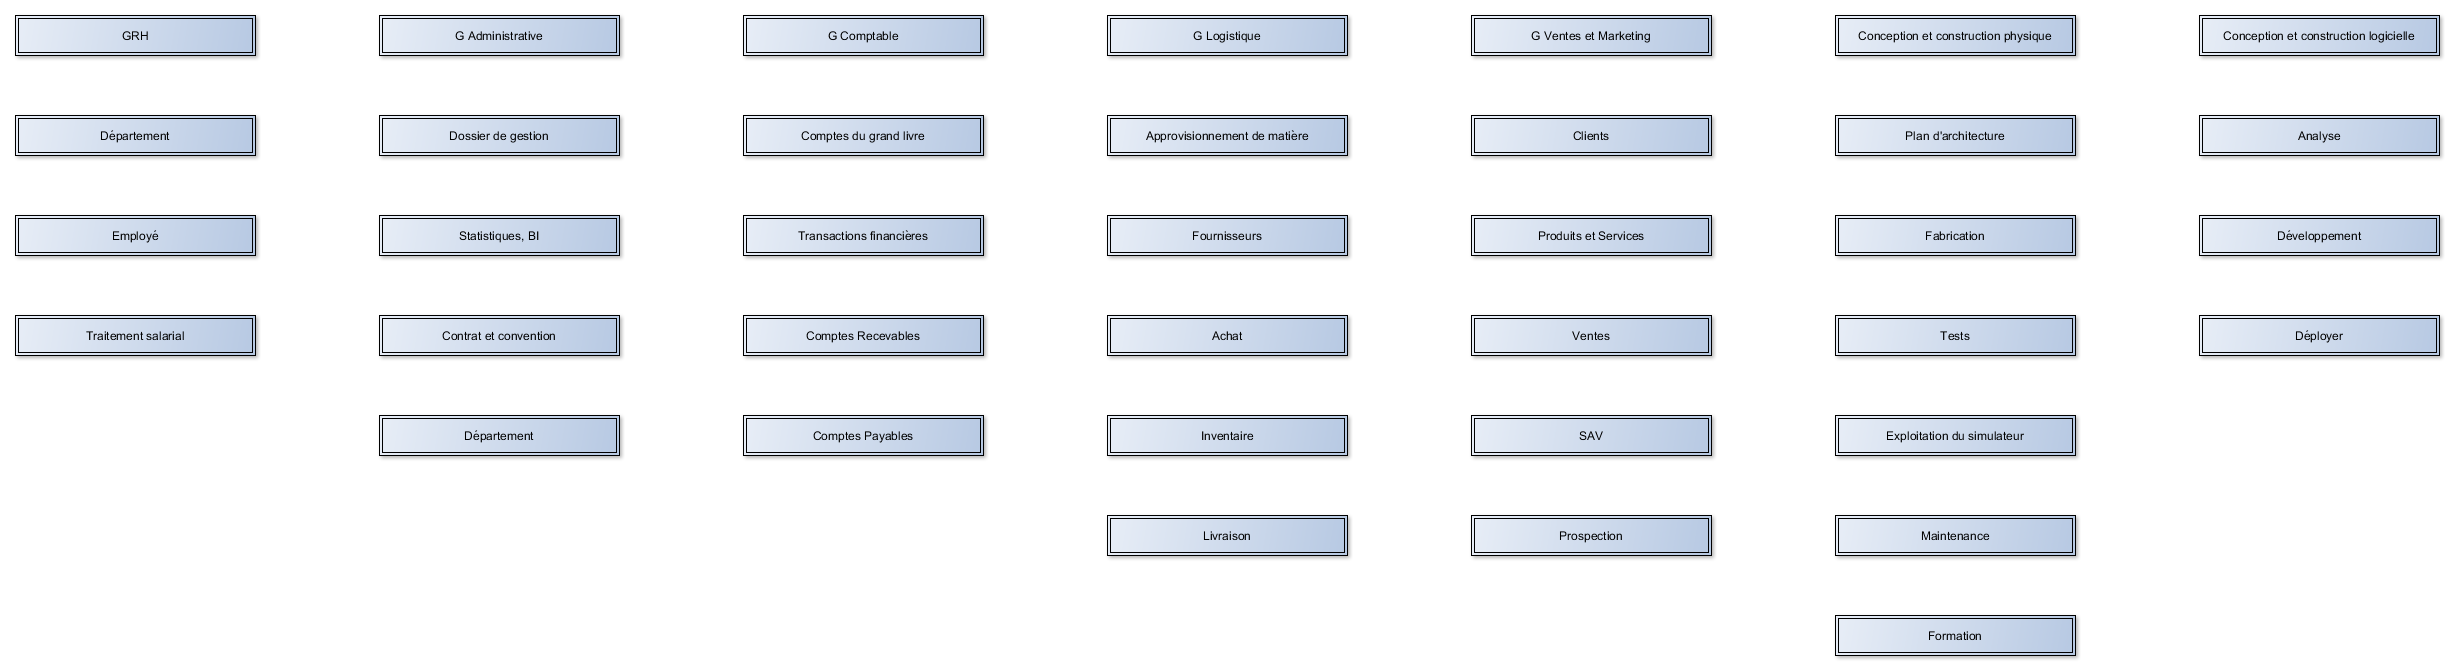 GRH
G Administrative
G Comptable
G Logistique
G Ventes et Marketing
Conception et construction physique
Conception et construction logicielle
Département
Dossier de gestion
Comptes du grand livre
Approvisionnement de matière
Clients
Plan d'architecture
Analyse
Employé
Statistiques, BI
Transactions financières
Fournisseurs
Produits et Services
Fabrication
Développement
Traitement salarial
Contrat et convention
Comptes Recevables
Achat
Ventes
Tests
Déployer
Département
Comptes Payables
Inventaire
SAV
Exploitation du simulateur
Livraison
Prospection
Maintenance
Formation